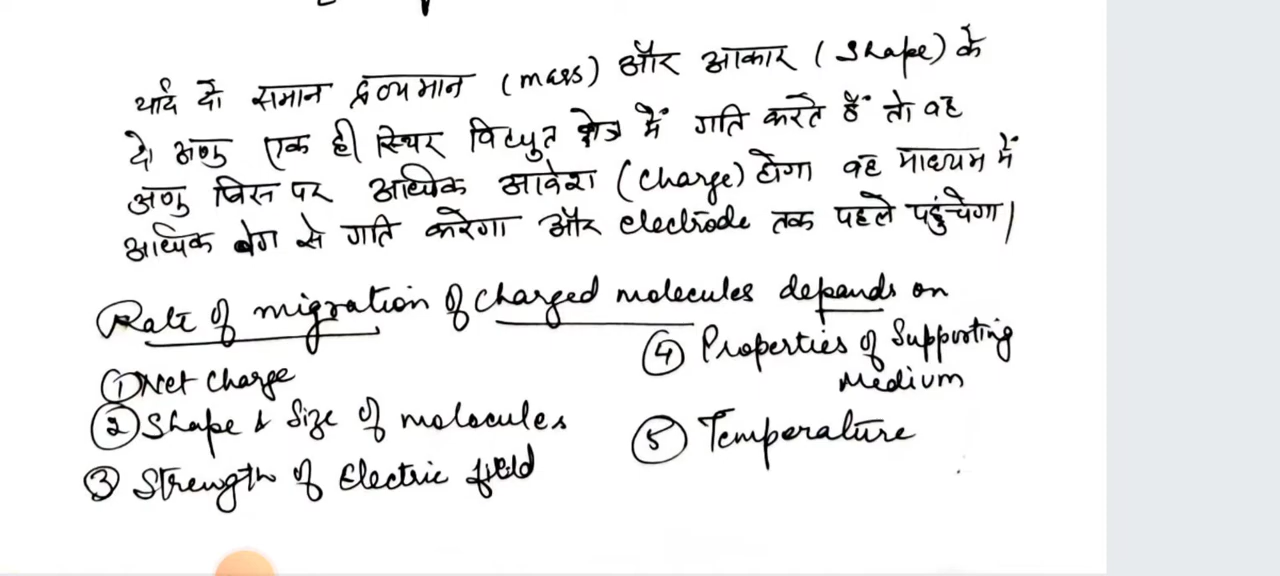 यदि दो समान द्रव्यमान (mass) और आकार (Shape) के
दो अणु एक ही स्थिर विद्युत क्षेत्र में गति करते हैं तो वह
अणु जिस पर अधिक आवेश (Charge) होगा वह माध्यम में
अधिक वेग से गति करेगा और electrode तक पहले पहुंचेगा।
Rate of migration of charged molecules depends on
① Net Charge
② Shape & Size of molecules
③ Strength of Electric field
④ Properties of Supporting
Medium
⑤ Temperature